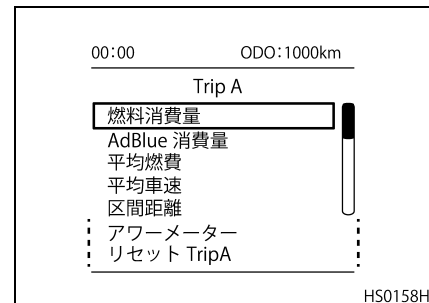 00:00 ODO:1000km
Trip A
燃料消費量
AdBlue 消費量
平均燃費
平均車速
区間距離
アワーメーター
リセット TripA
HS0158H